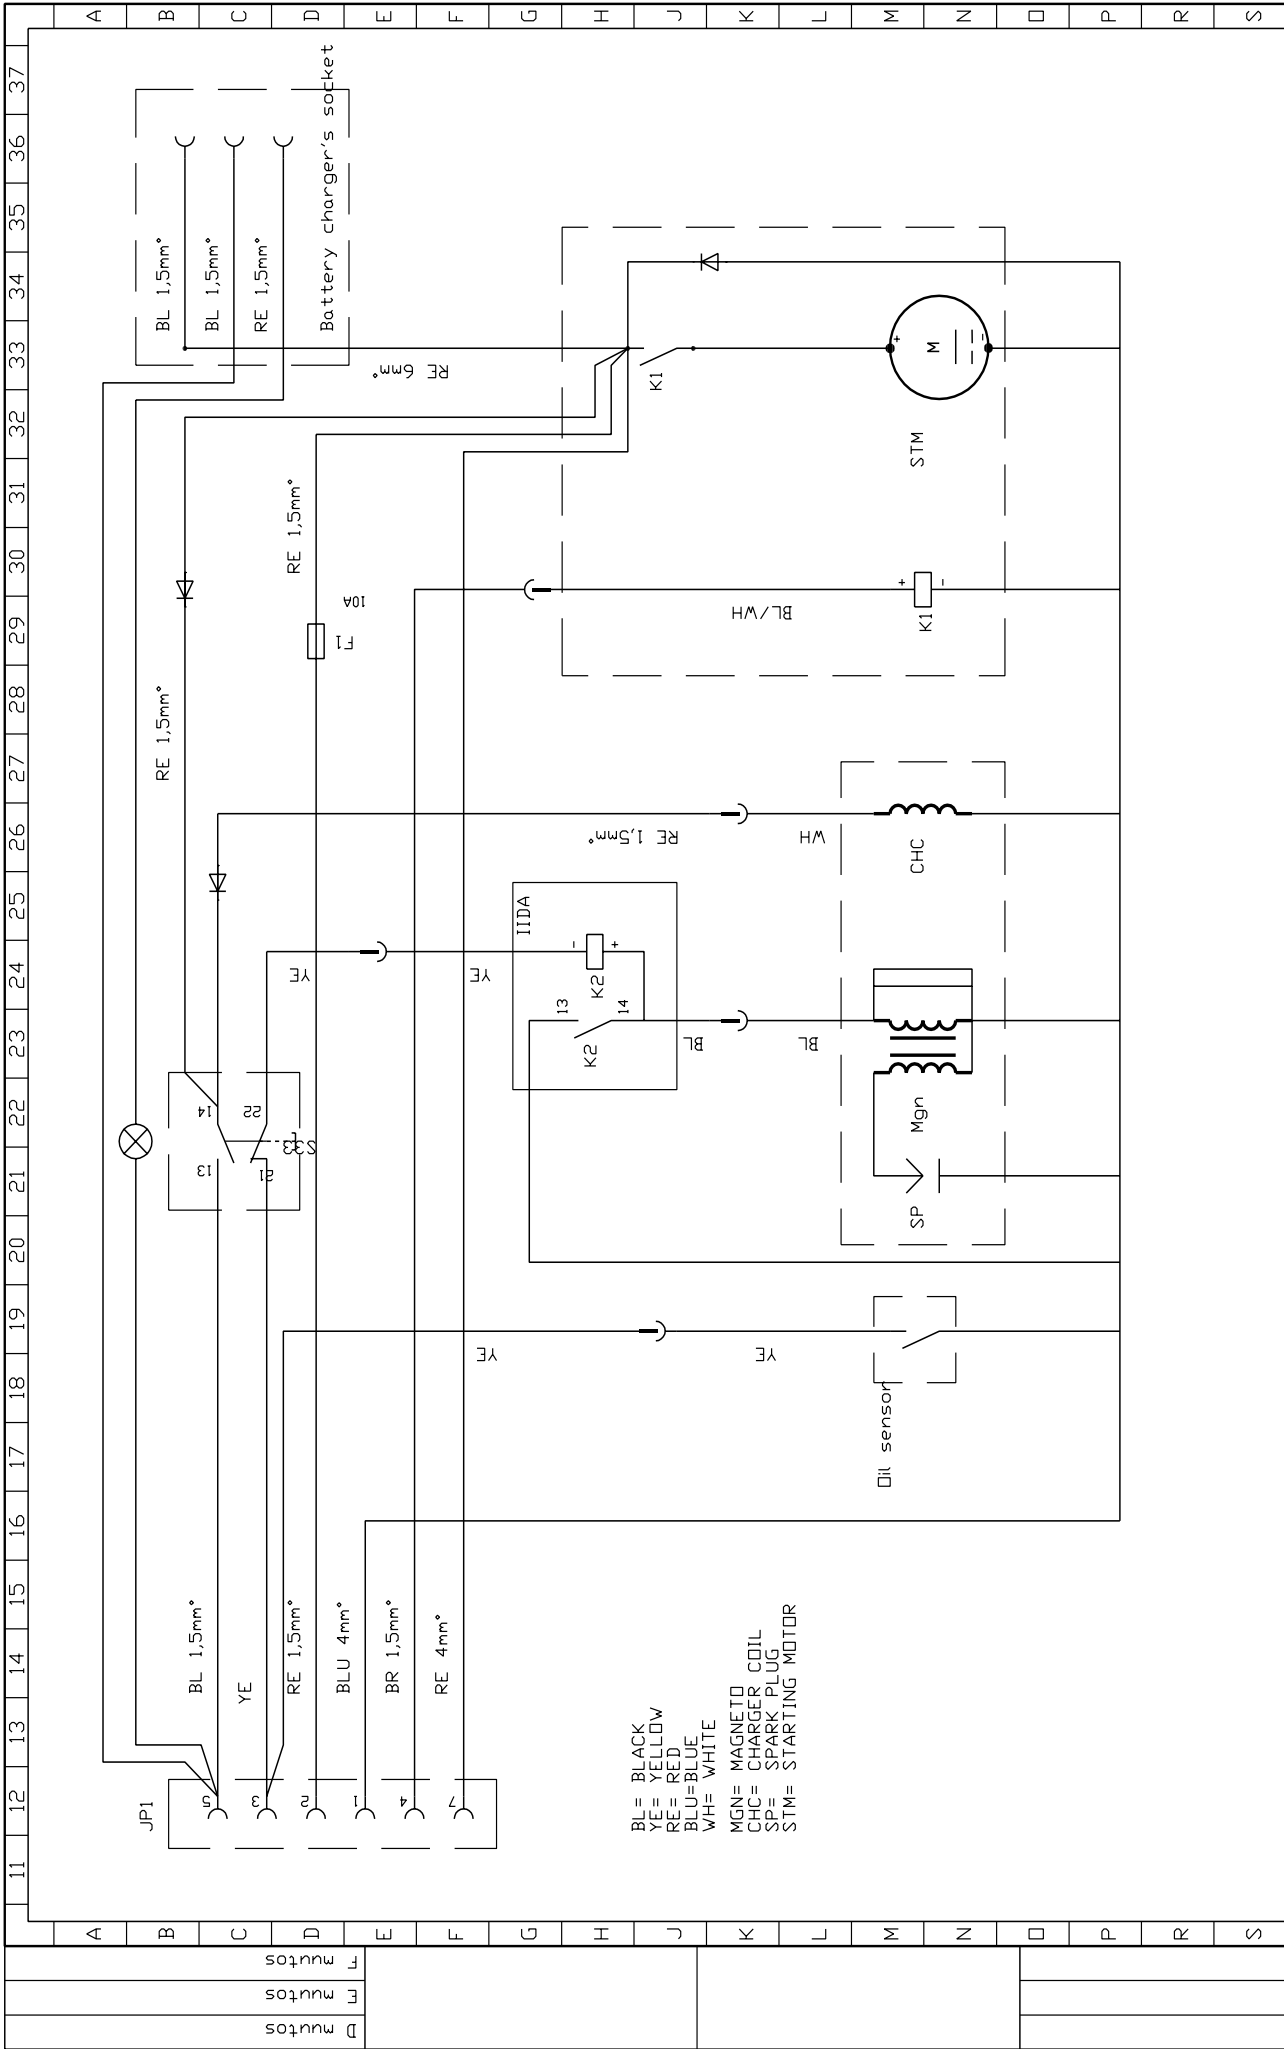 A B C D E F G H J K L M N O P R S
37
36
35
34
33
32
31
30
29
28
27
26
25
24
23
22
21
20
19
18
17
16
15
14
13
12
11
Battery charger's socket
BL 1,5mm°
BL 1,5mm°
RE 1,5mm°
RE 6mm°
K1
M
+
-
STM
RE 1,5mm°
10A
F1
BL/WH
+
-
K1
RE 1,5mm°
RE 1,5mm°
WH
CHC
IIDA
YE
YE
-
+
K2
13
14
K2
BL
BL
Mgn
14
22
S33
13
21
SP
YE
YE
Oil sensor
BL 1,5mm°
YE
RE 1,5mm°
BLU 4mm°
BR 1,5mm°
RE 4mm°
JP1
5
3
2
1
4
7
BL= BLACK
YE= YELLOW
RE= RED
BLU=BLUE
WH= WHITE
MGN= MAGNETO
CHC= CHARGER COIL
SP= SPARK PLUG
STM= STARTING MOTOR
A B C D E F G H J K L M N O P R S
F muutos
E muutos
D muutos